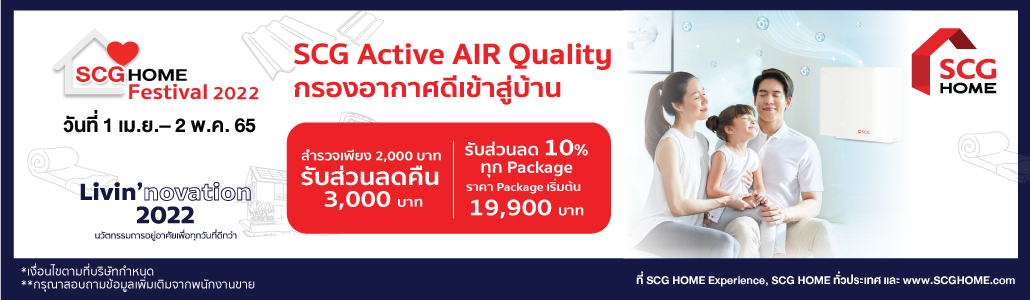 SCG HOME
Festival 2022
วันที่ 1 เม.ย.– 2 พ.ค. 65
Livin'novation
2022
นวัตกรรมการอยู่อาศัยเพื่อทุกวันที่ดีกว่า
SCG Active AIR Quality
กรองอากาศดีเข้าสู่บ้าน
สำรวจเพียง 2,000 บาท
รับส่วนลดคืน
3,000 บาท
รับส่วนลด 10%
ทุก Package
ราคา Package เริ่มต้น
19,900 บาท
SCG
SCG
HOME
*เงื่อนไขตามที่บริษัทกำหนด
**กรุณาสอบถามข้อมูลเพิ่มเติมจากพนักงานขาย
ที่ SCG HOME Experience, SCG HOME ทั่วประเทศ และ www.SCGHOME.com